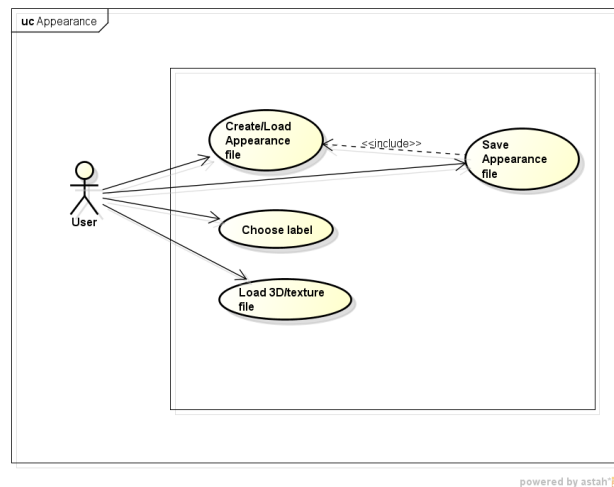 uc Appearance
Create/Load
Appearance
file
<<include>>
Save
Appearance
file
User
Choose label
Load 3D/texture
file
powered by astah*